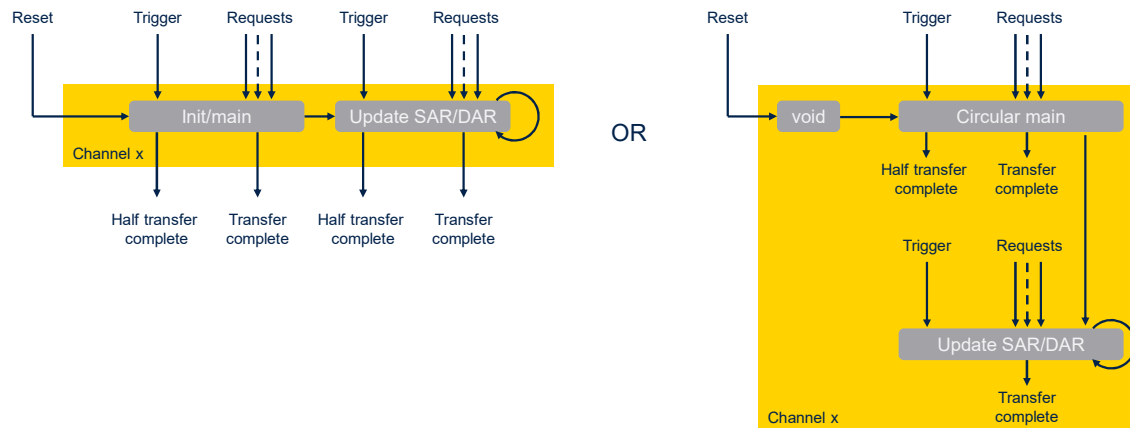 Reset
Trigger
Requests
Trigger
Requests
Init/main
Update SAR/DAR
Channel x
Half transfer
complete
Transfer
complete
Half transfer
complete
Transfer
complete
OR
Reset
Trigger
Requests
void
Circular main
Half transfer
complete
Transfer
complete
Trigger
Requests
Update SAR/DAR
Transfer
complete
Channel x